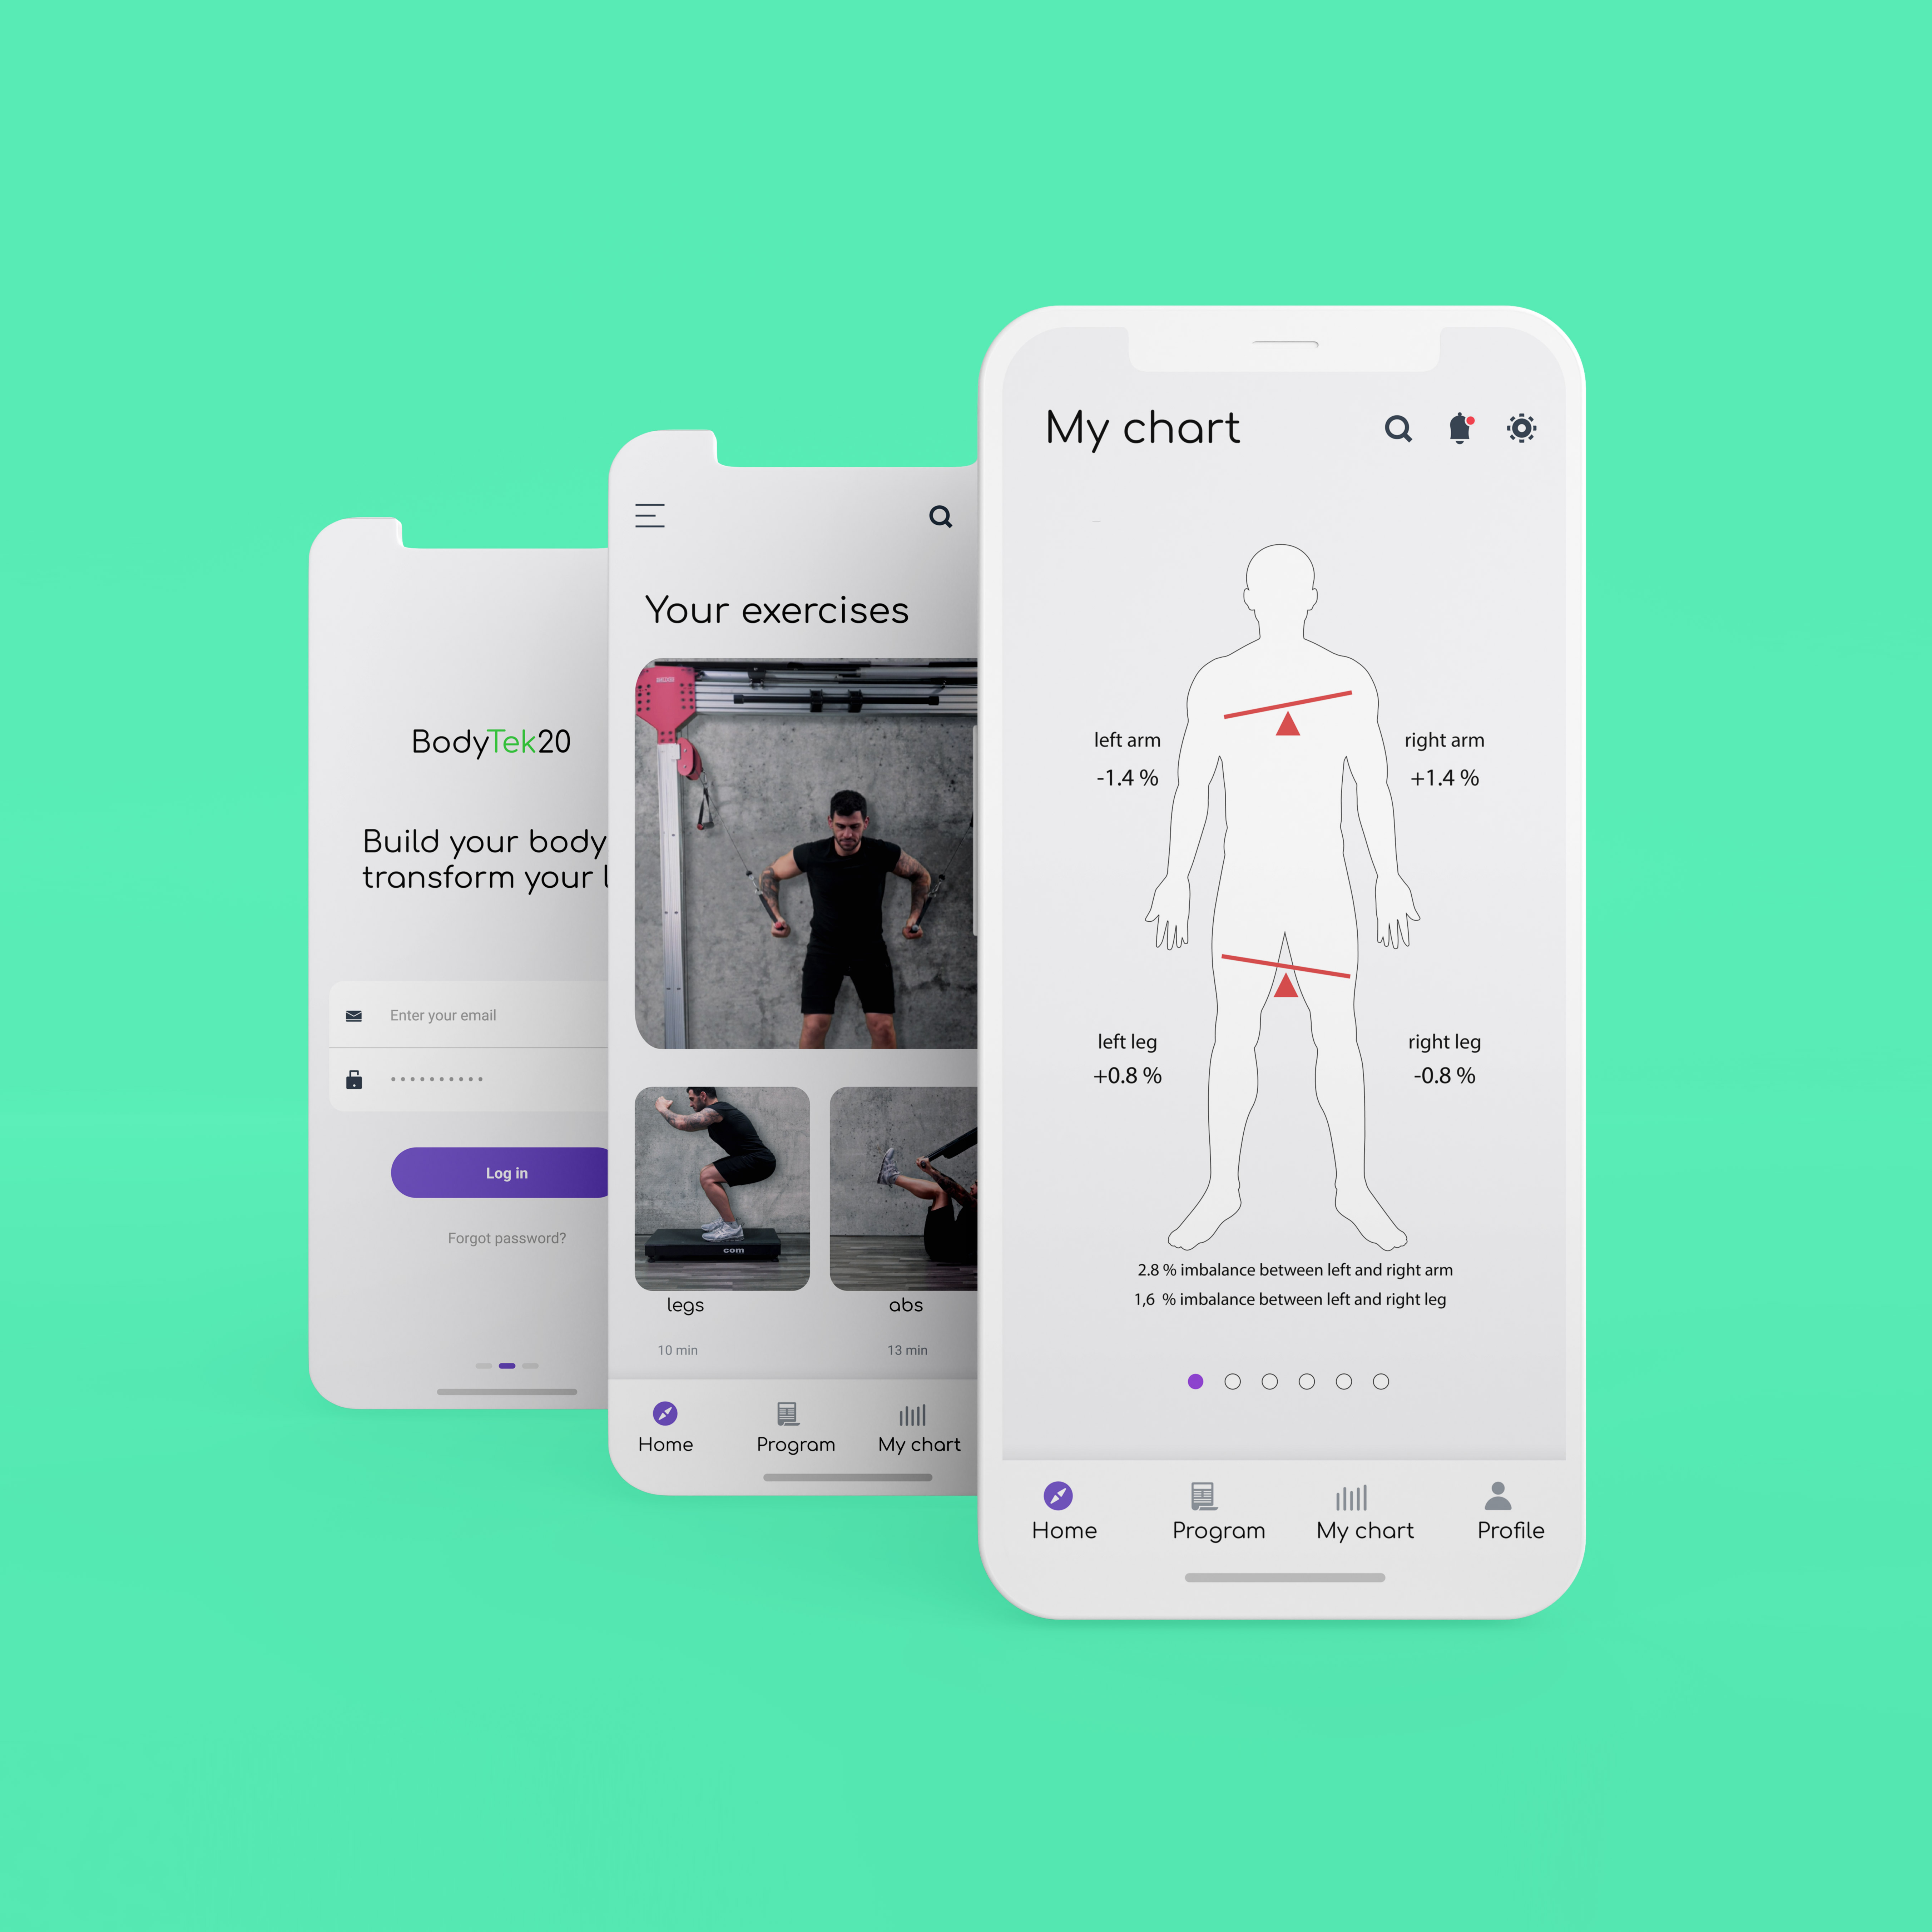 BodyTek20
Build your body
transform your l
Enter your email
Log in
Forgot password?
Your exercises
com
legs
abs
10 min
13 min
Home
Program
My chart
My chart
left arm
right arm
-1.4 %
+1.4 %
left leg
right leg
+0.8 %
-0.8 %
2.8 % imbalance between left and right arm
1,6 % imbalance between left and right leg
Home
Program
My chart
Profile